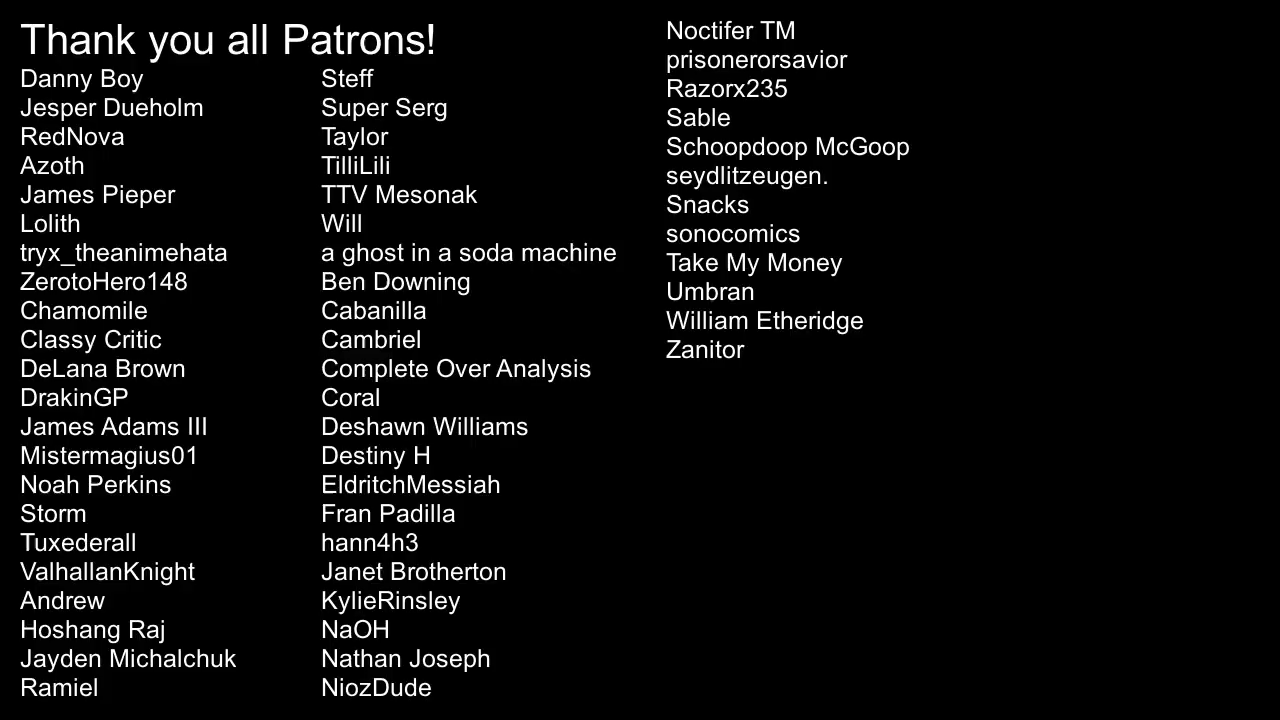 Thank you all Patrons!
Danny Boy
Jesper Dueholm
RedNova
Azoth
James Pieper
Lolith
tryx_theanimehata
ZerotoHero148
Chamomile
Classy Critic
DeLana Brown
DrakinGP
James Adams III
Mistermagius01
Noah Perkins
Storm
Tuxederall
ValhallanKnight
Andrew
Hoshang Raj
Jayden Michalchuk
Ramiel
Steff
Super Serg
Taylor
TilliLili
TTV Mesonak
Will
a ghost in a soda machine
Ben Downing
Cabanilla
Cambriel
Complete Over Analysis
Coral
Deshawn Williams
Destiny H
EldritchMessiah
Fran Padilla
hann4h3
Janet Brotherton
KylieRinsley
NaOH
Nathan Joseph
NiozDude
Noctifer TM
prisonerorsavior
Razorx235
Sable
Schoopdoop McGoop
seydlitzeugen.
Snacks
sonocomics
Take My Money
Umbran
William Etheridge
Zanitor